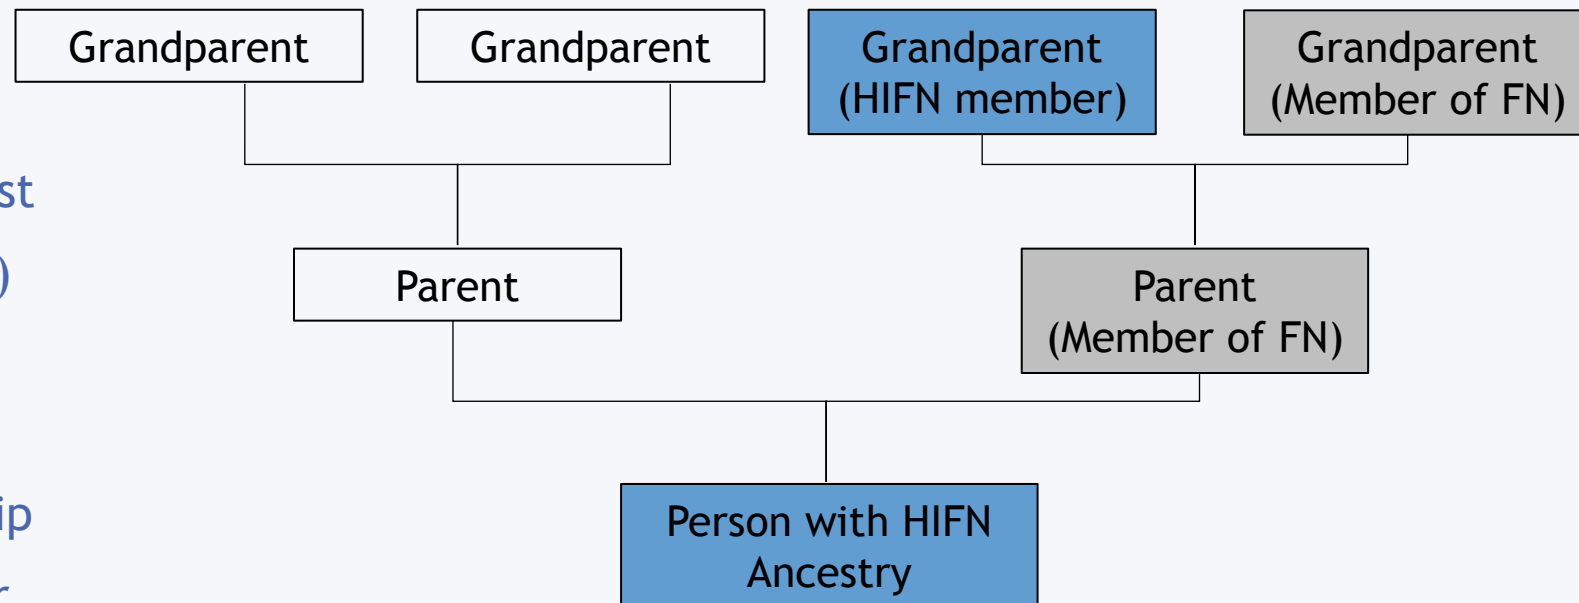 Grandparent
Grandparent
Grandparent
(HIFN member)
Grandparent
(Member of FN)
st
)
Parent
Parent
(Member of FN)
ip
Person with HIFN
Ancestry